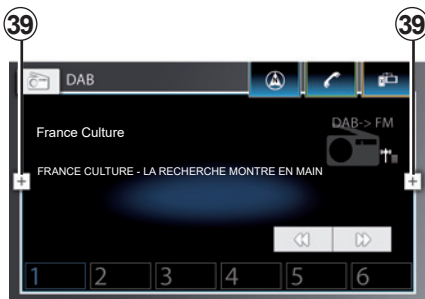 39 39
DAB
France Culture
DAB-> FM
FRANCE CULTURE - LA RECHERCHE MONTRE EN MAIN
+ +
1 2 3 4 5 6